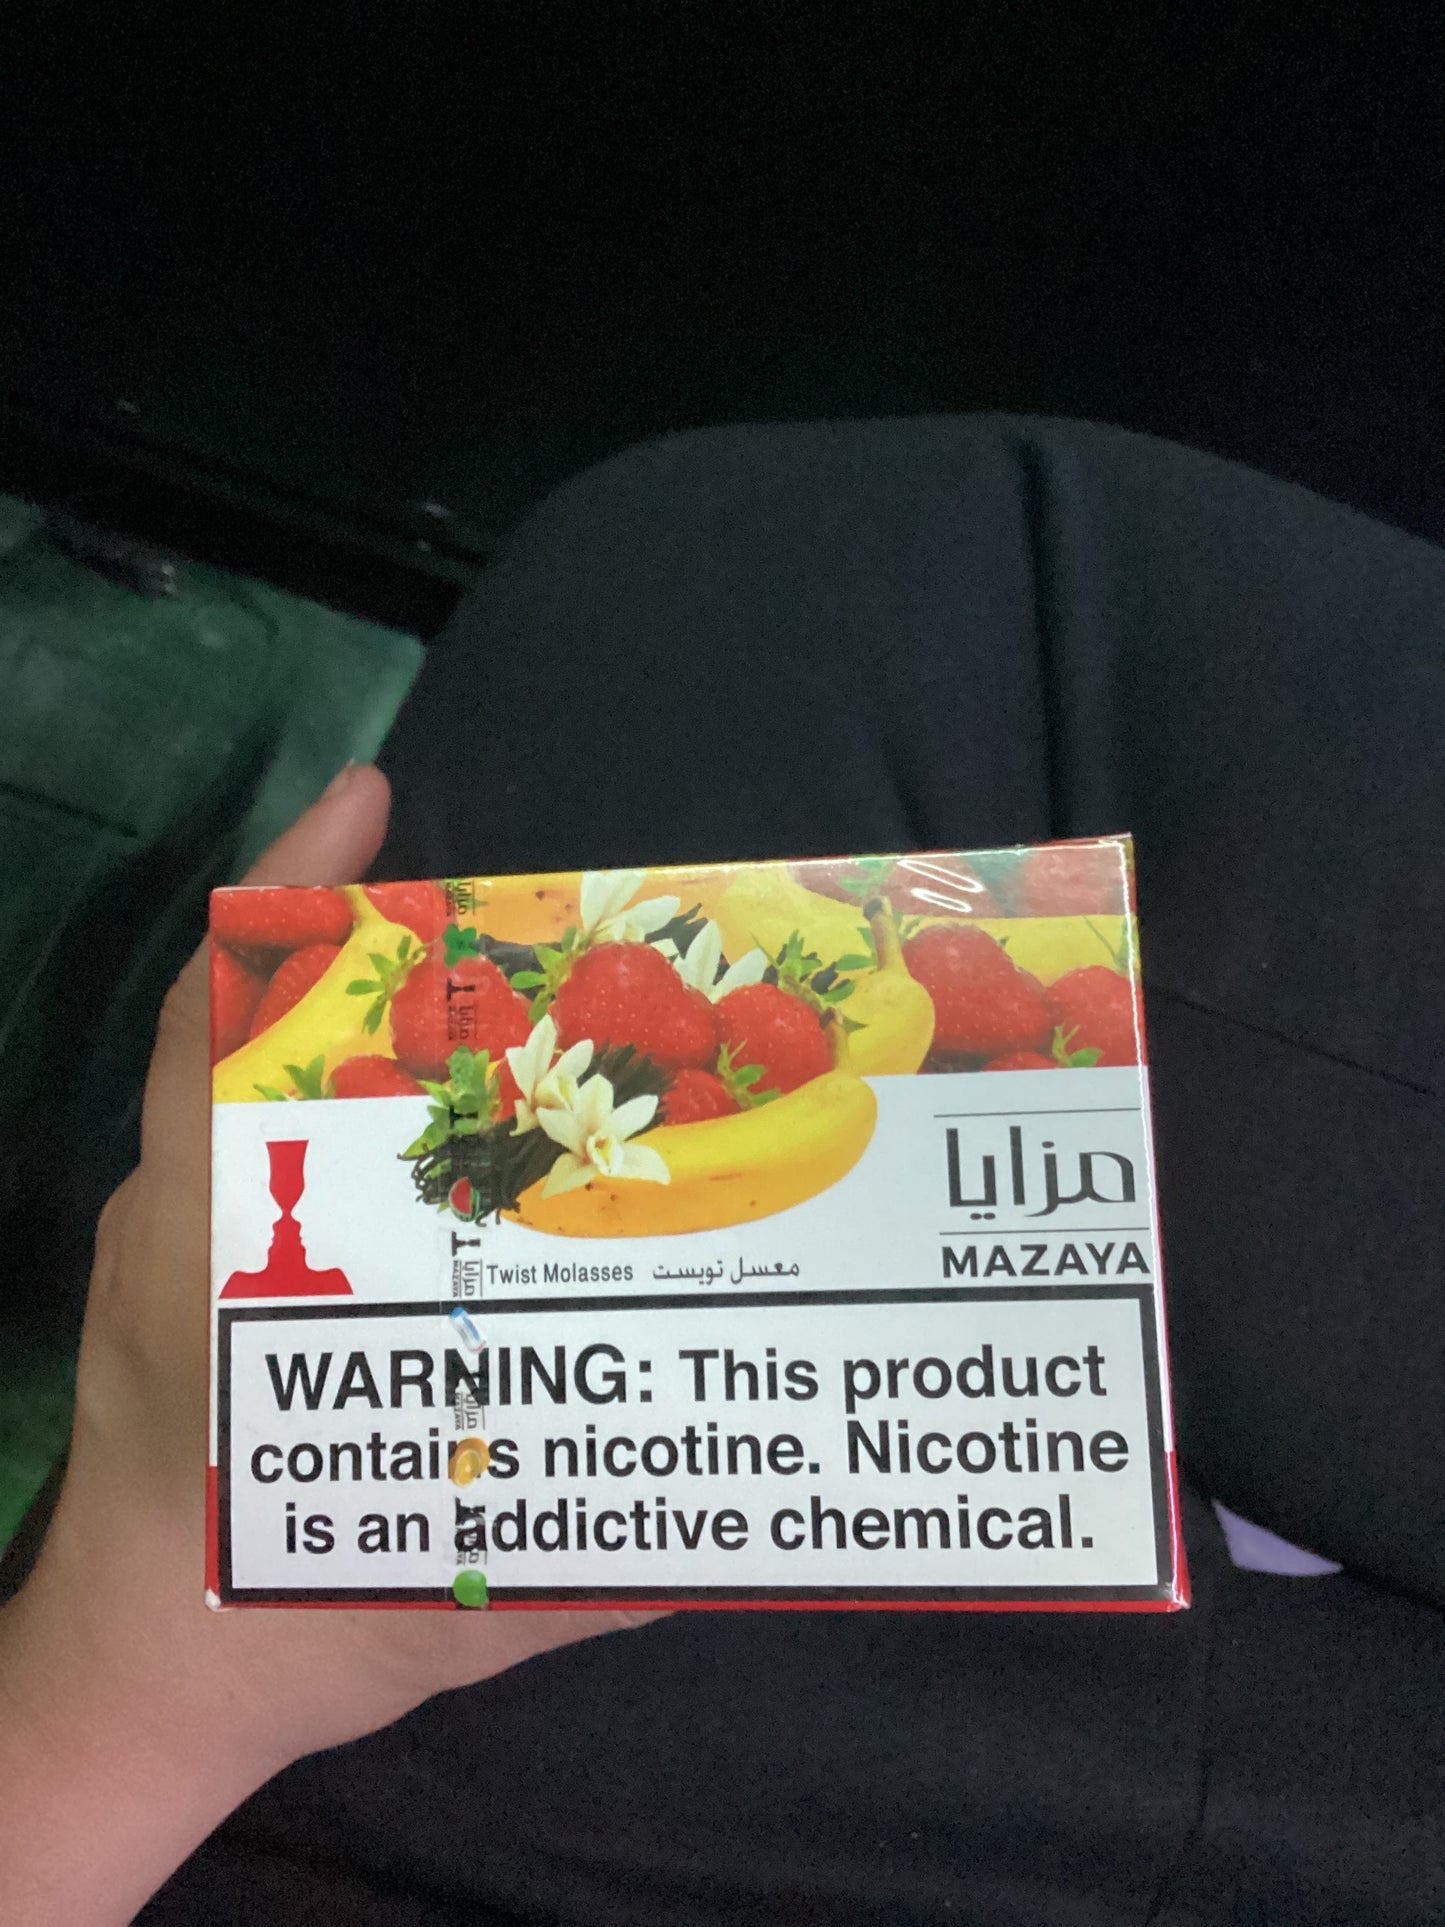 مزايا
MAZAYA
Twist Molasses معسل تويست
WARNING: This product
contains nicotine. Nicotine
is an addictive chemical.